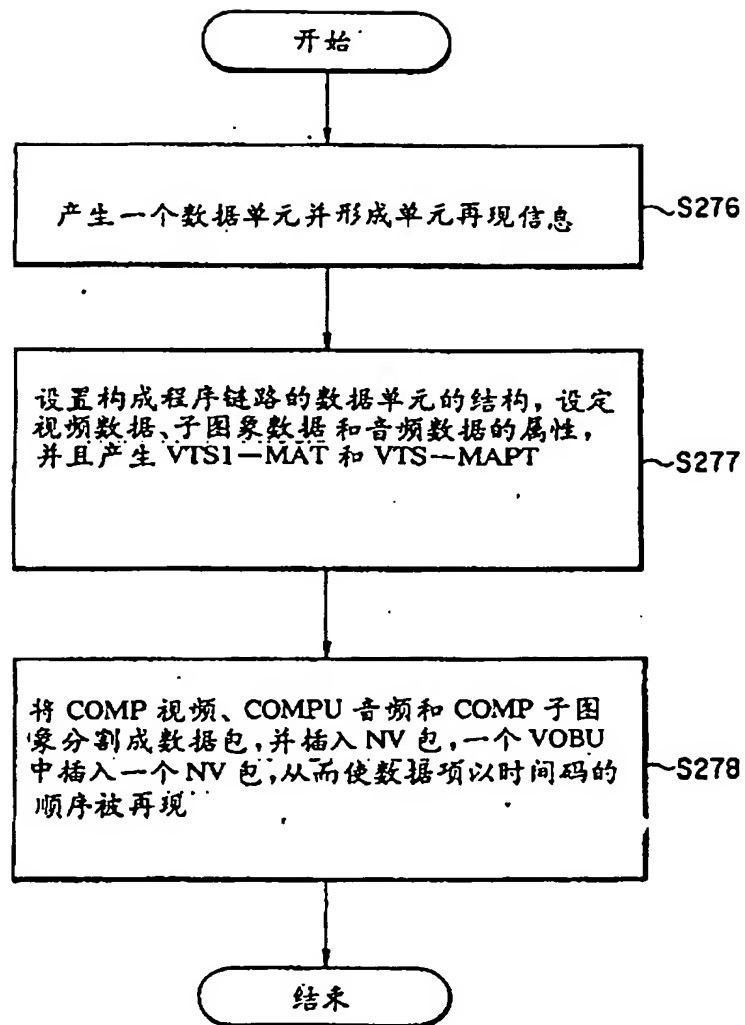 开始
产生一个数据单元并形成单元再现信息
S276
设置构成程序链路的数据单元的结构,设定
视频数据、子图象数据和音频数据的属性,
并且产生 VTS1-MAT 和 VTS-MAPT
S277
将 COMP 视频、COMPU 音频和 COMP 子图
象分割成数据包,并插入 NV 包,一个 VOBU
中插入一个 NV 包,从而使数据项以时间码的
顺序被再现
S278
结束